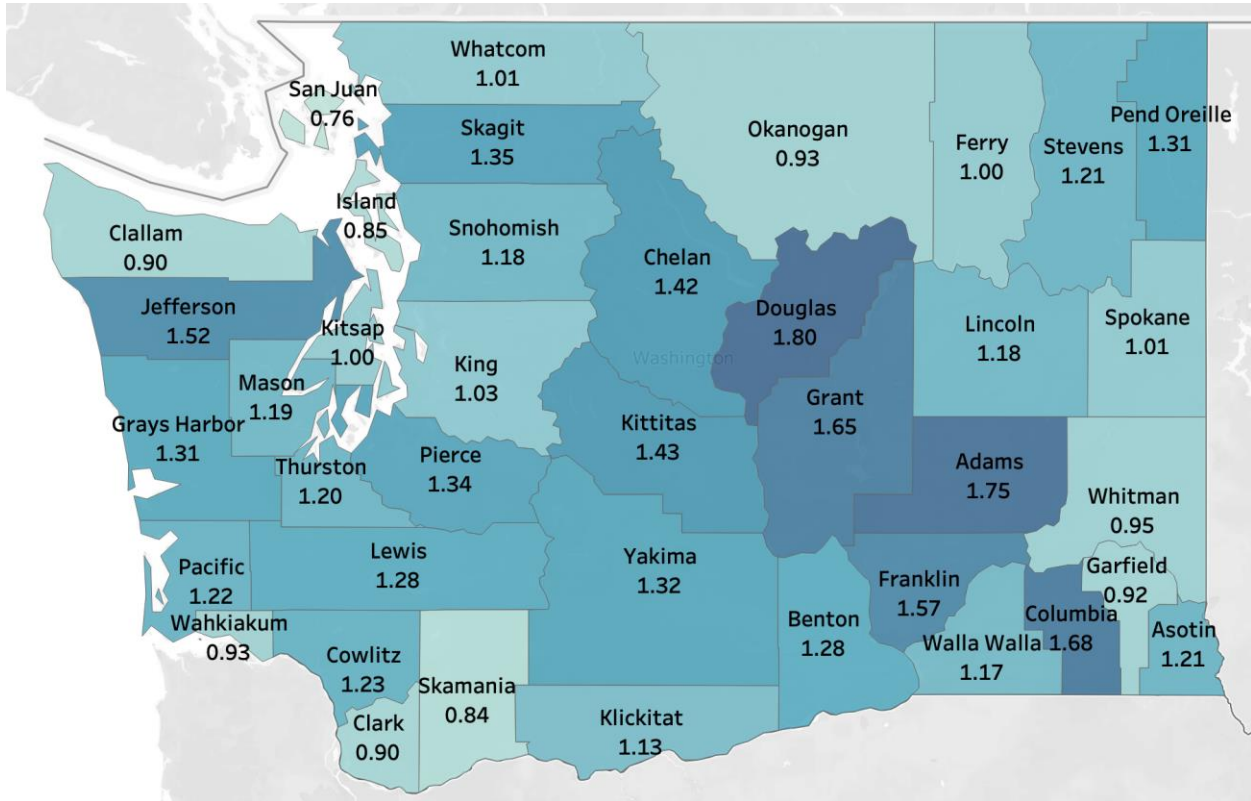 Whatcom
1.01
San Juan
0.76
Skagit
1.35
Okanogan
0.93
Ferry
1.00
Stevens
1.21
Pend Oreille
1.31
Island
0.85
Clallam
0.90
Snohomish
1.18
Chelan
1.42
Jefferson
1.52
Kitsap
1.00
King
1.03
Douglas
1.80
Washington
Lincoln
1.18
Spokane
1.01
Mason
1.19
Grays Harbor
1.31
Thurston
1.20
Pierce
1.34
Kittitas
1.43
Grant
1.65
Adams
1.75
Whitman
0.95
Pacific
1.22
Lewis
1.28
Yakima
1.32
Franklin
1.57
Garfield
0.92
Wahkiakum
0.93
Cowlitz
1.23
Skamania
0.84
Benton
1.28
Walla Walla
1.17
Columbia
1.68
Asotin
1.21
Clark
0.90
Klickitat
1.13